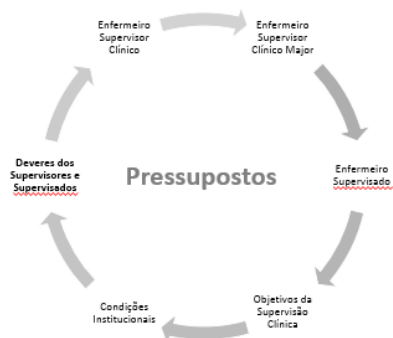 Enfermeiro
Supervisor
Clínico
Enfermeiro
Supervisor
Clínico Major
Enfermeiro
Supervisado
Objetivos da
Supervisão
Clínica
Condições
Institucionais
Deveres dos
Supervisores e
Supervisados
Pressupostos